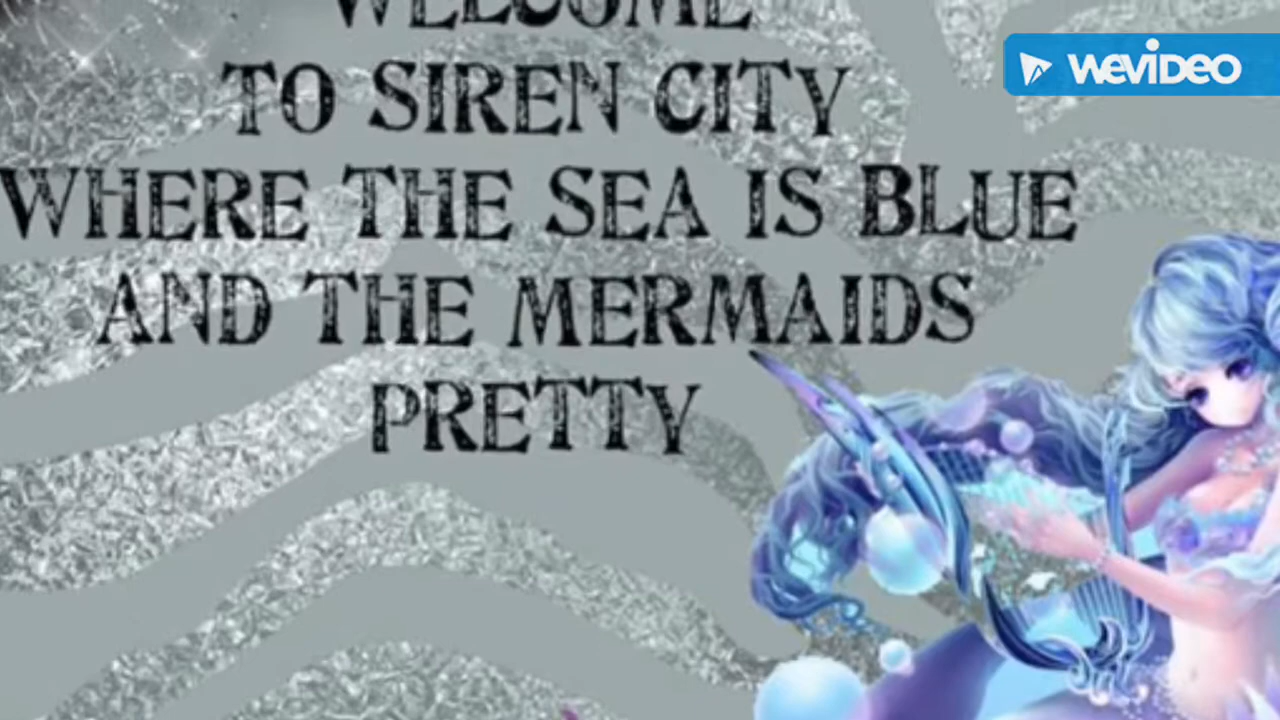 WELCOME
TO SIREN CITY
WHERE THE SEA IS BLUE
AND THE MERMAIDS
PRETTY
WEVIDEO